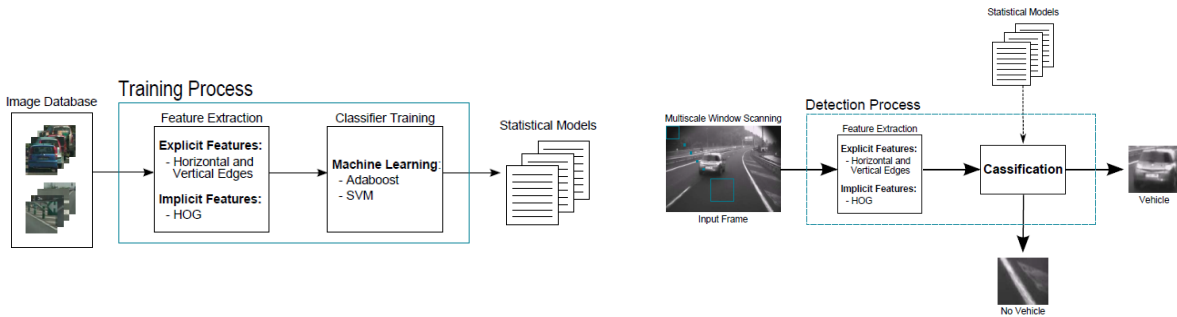 Training Process
Image Database
Feature Extraction
Explicit Features:
- Horizontal and
Vertical Edges
Implicit Features:
- HOG
Classifier Training
Machine Learning:
- Adaboost
- SVM
Statistical Models
Statistical Models
Detection Process
Multiscale Window Scanning
Input Frame
Feature Extraction
Explicit Features:
- Horizontal and
Vertical Edges
Implicit Features:
- HOG
Cassification
Vehicle
No Vehicle